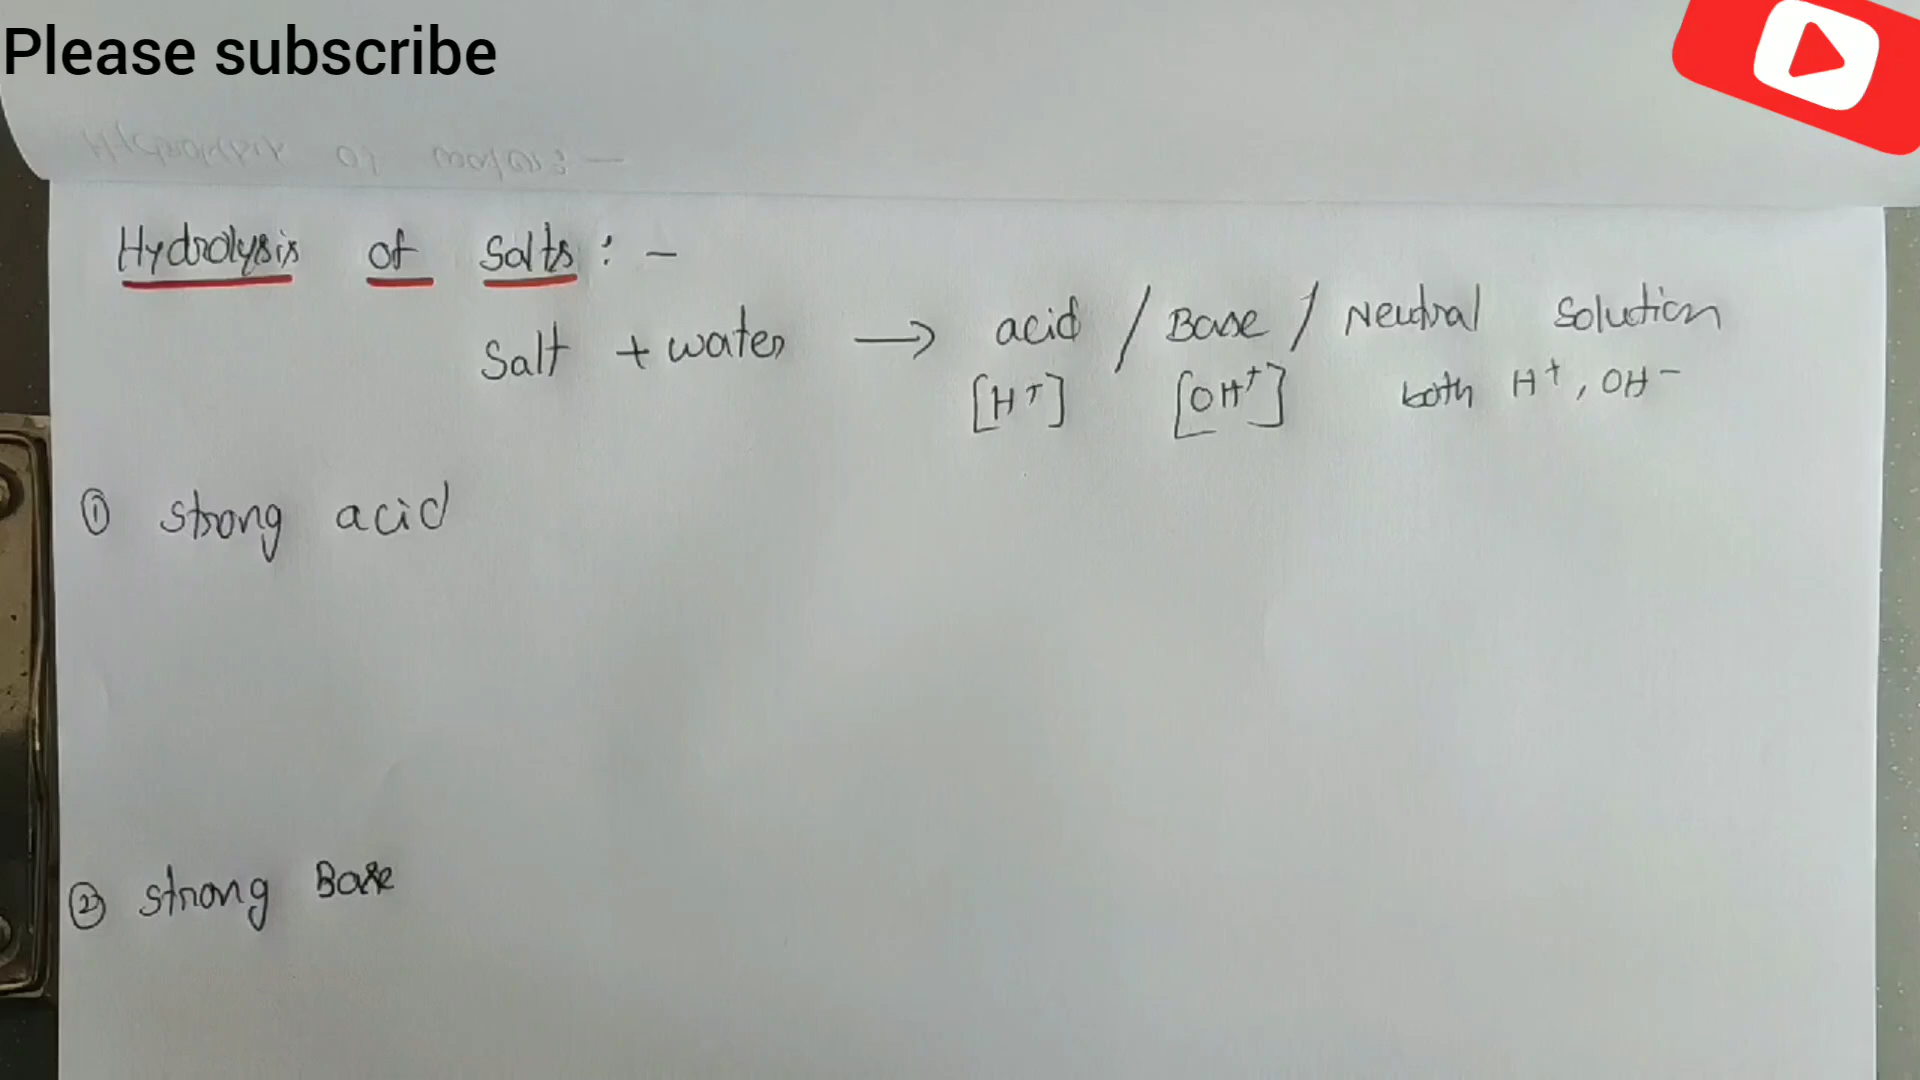 Please subscribe
Hydrolysis of Salts : -
Salt + water → acid / Base / Neutral Solution
[H+] [OH+] both H+, OH-
① strong acid
② strong Base